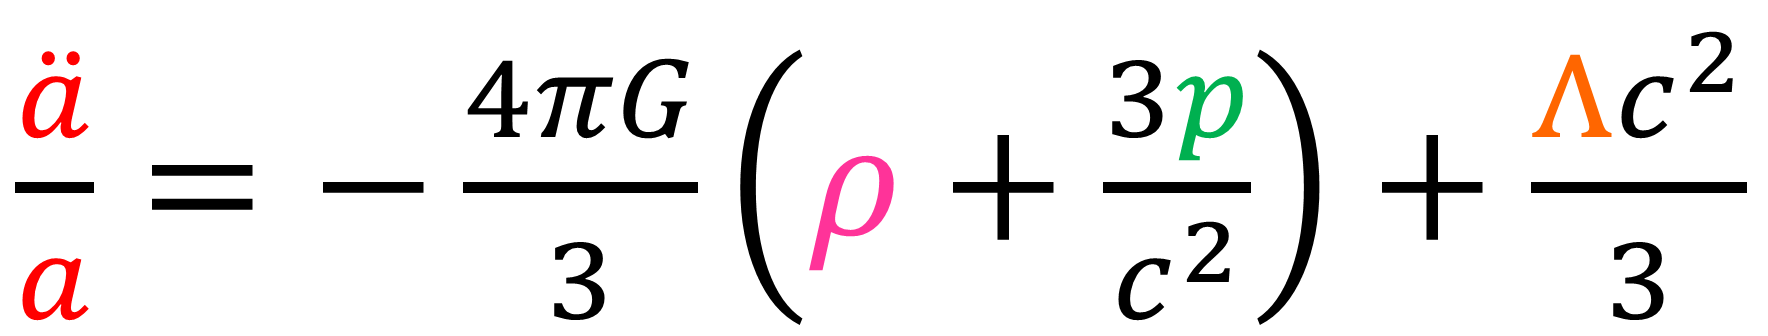 ä/a = − 4πG/3 (ρ + 3p/c²) + Λc²/3